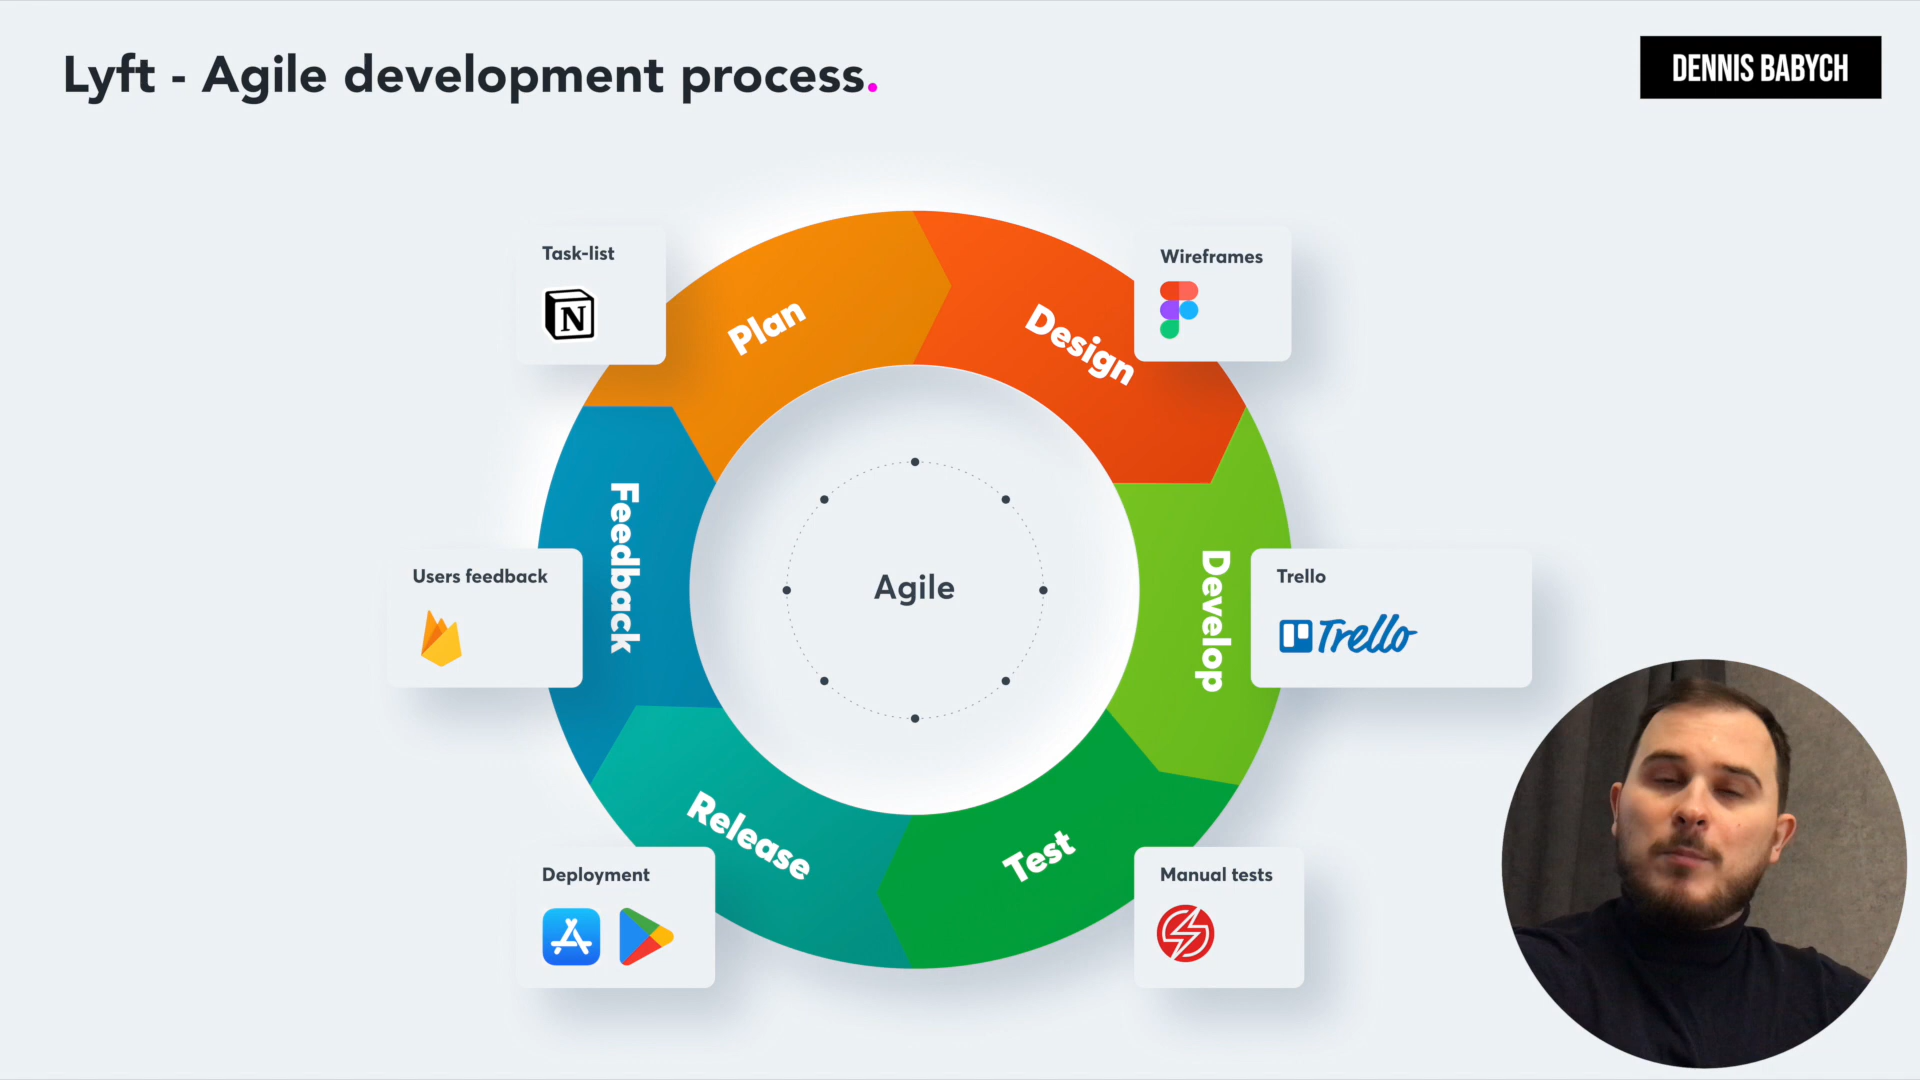 Lyft - Agile development process.
DENNIS BABYCH
Task-list
N
Plan
Design
Wireframes
Feedback
Users feedback
Agile
Develop
Trello
Trello
Release
Deployment
Test
Manual tests